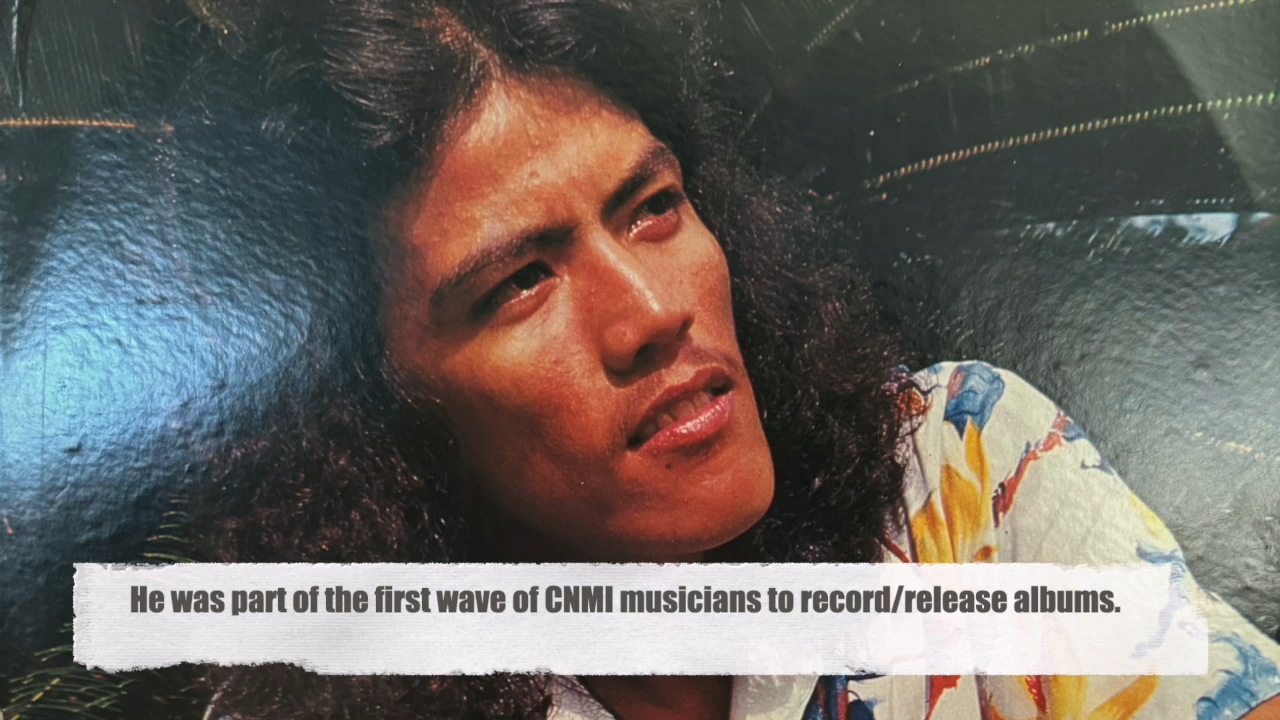 He was part of the first wave of CNMI musicians to record/release albums.